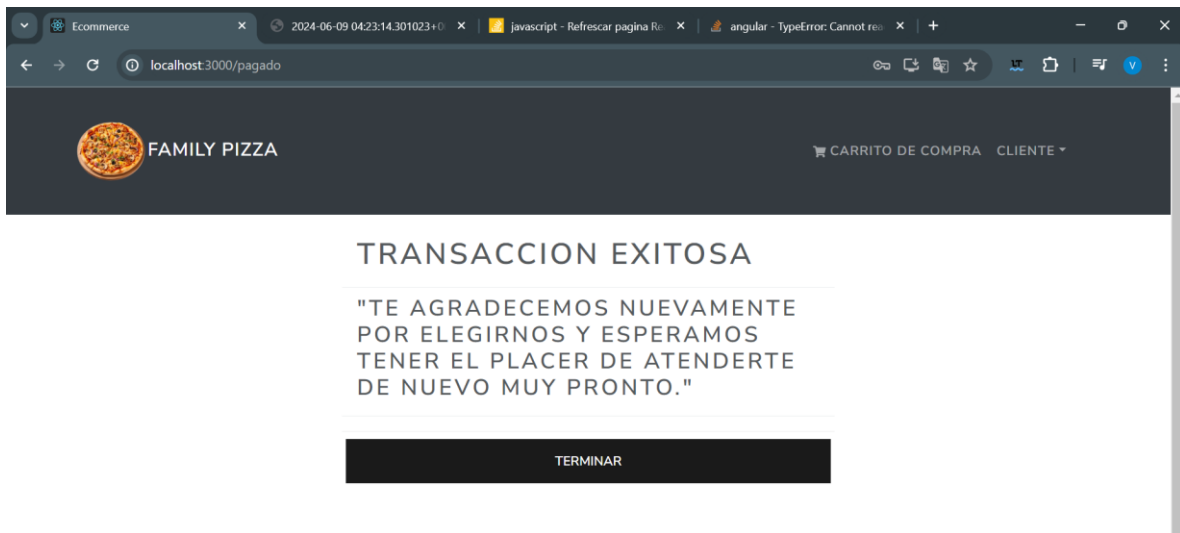 Ecommerce
2024-06-09 04:23:14.301023+0
javascript - Refrescar pagina Re
angular - TypeError: Cannot rea
localhost:3000/pagado
V
FAMILY PIZZA
CARRITO DE COMPRA CLIENTE
TRANSACCION EXITOSA
"TE AGRADECEMOS NUEVAMENTE
POR ELEGIRNOS Y ESPERAMOS
TENER EL PLACER DE ATENDERTE
DE NUEVO MUY PRONTO."
TERMINAR